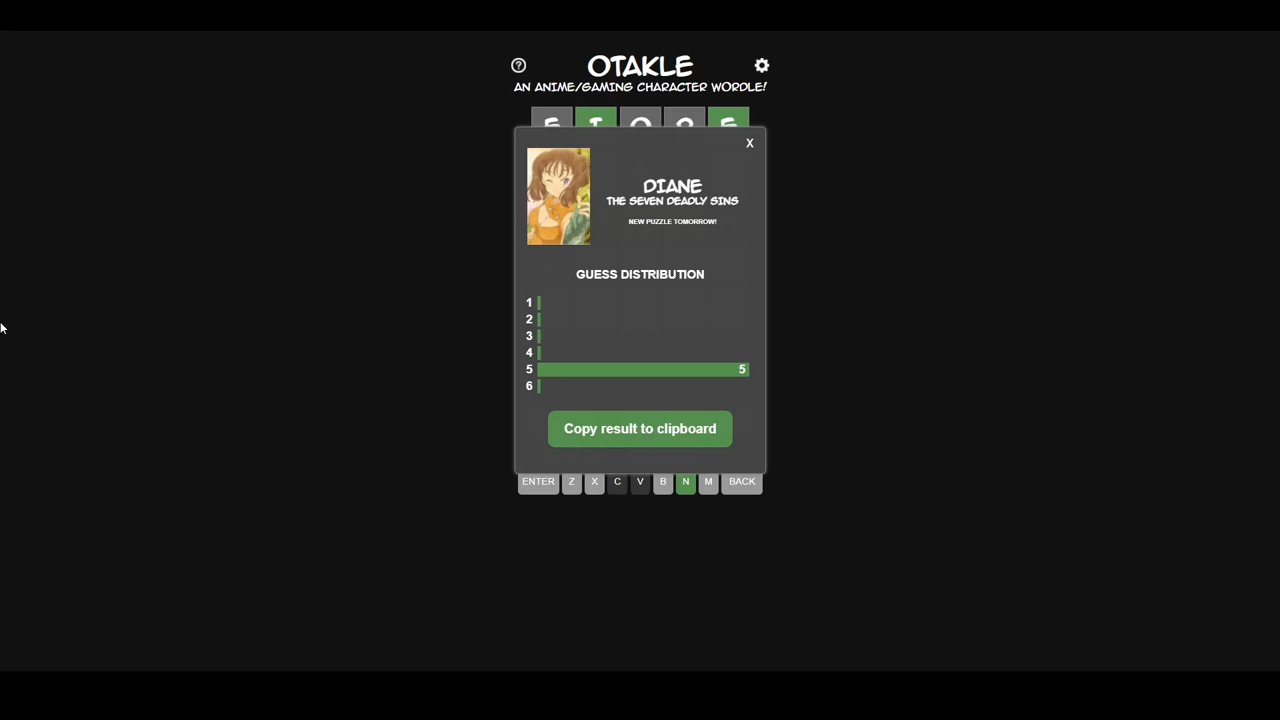 OTAKLE
AN ANIME/GAMING CHARACTER WORDLE!
X
DIANE
THE SEVEN DEADLY SINS
NEW PUZZLE TOMORROW!
GUESS DISTRIBUTION
1
2
3
4
5 5
6
Copy result to clipboard
ENTER Z X C V B N M BACK